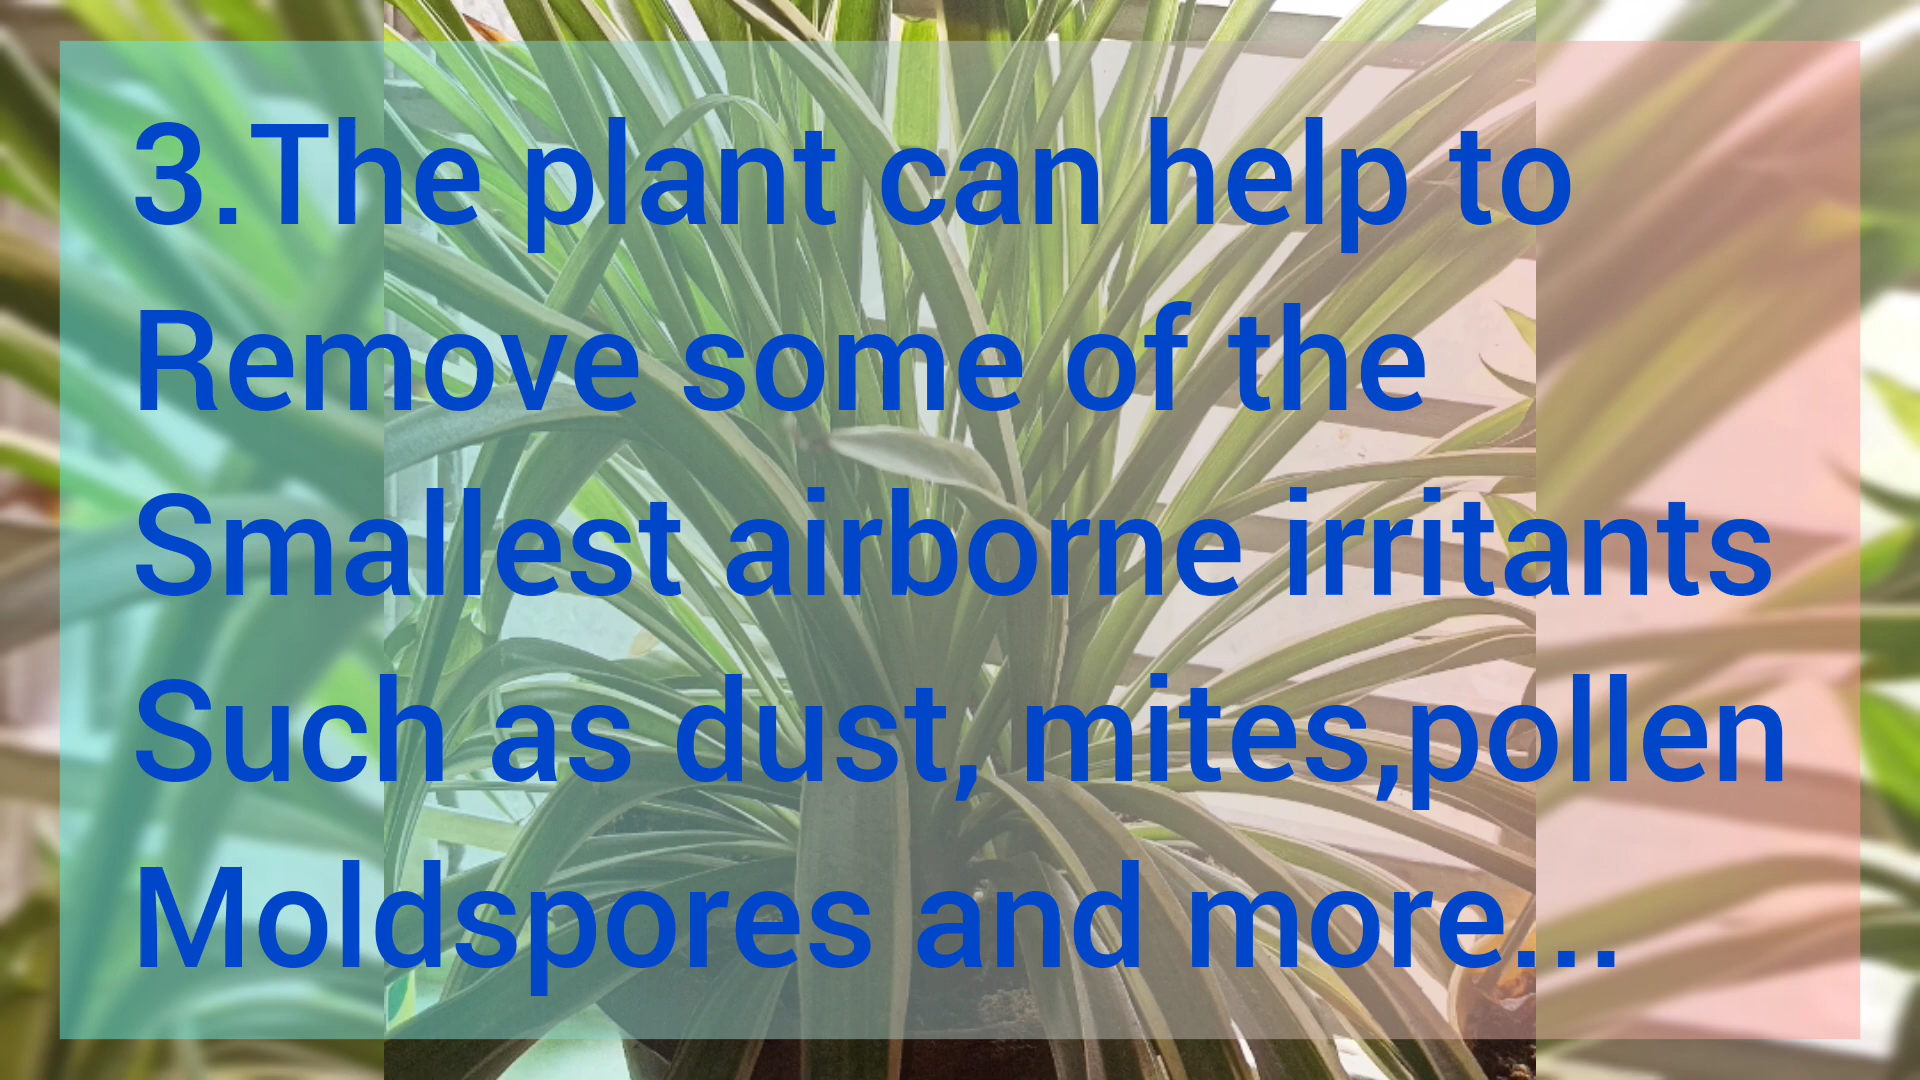 3.The plant can help to
Remove some of the
Smallest airborne irritants
Such as dust, mites,pollen
Moldspores and more...